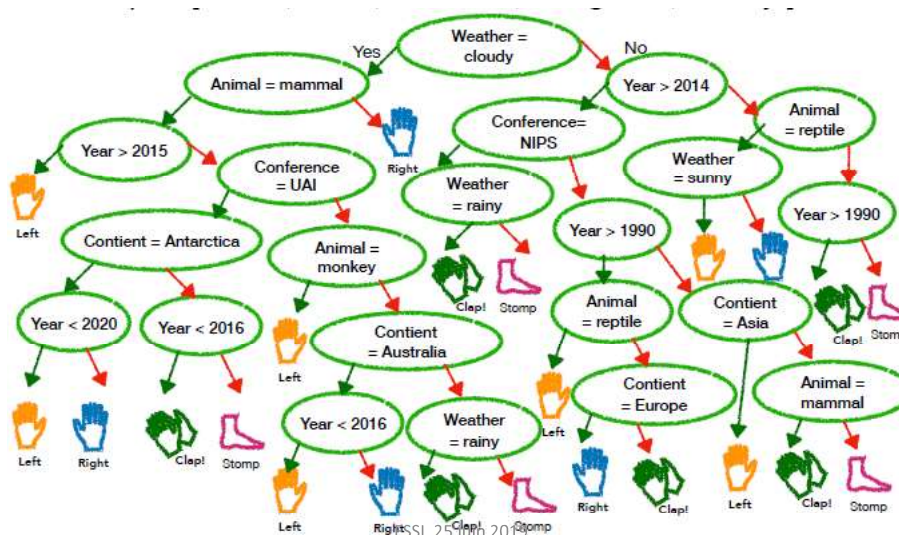 Weather =
cloudy
Yes
No
Animal = mammal
Year > 2014
Animal
= reptile
Conference=
NIPS
Year > 2015
Right
Conference
= UAI
Weather
= rainy
Weather
= sunny
Left
Year > 1990
Year > 1990
Contient = Antarctica
Animal =
monkey
Clap!
Stomp
Animal
= reptile
Contient
= Asia
Year < 2020
Year < 2016
Left
Contient
= Australia
Clap!
Stomp
Contient
= Europe
Animal =
mammal
Left
Year < 2016
Weather
= rainy
Left
Right
Clap!
Stomp
Left
Right
Clap!
Stomp
Right
Clap!
Left
Clap!
Stomp